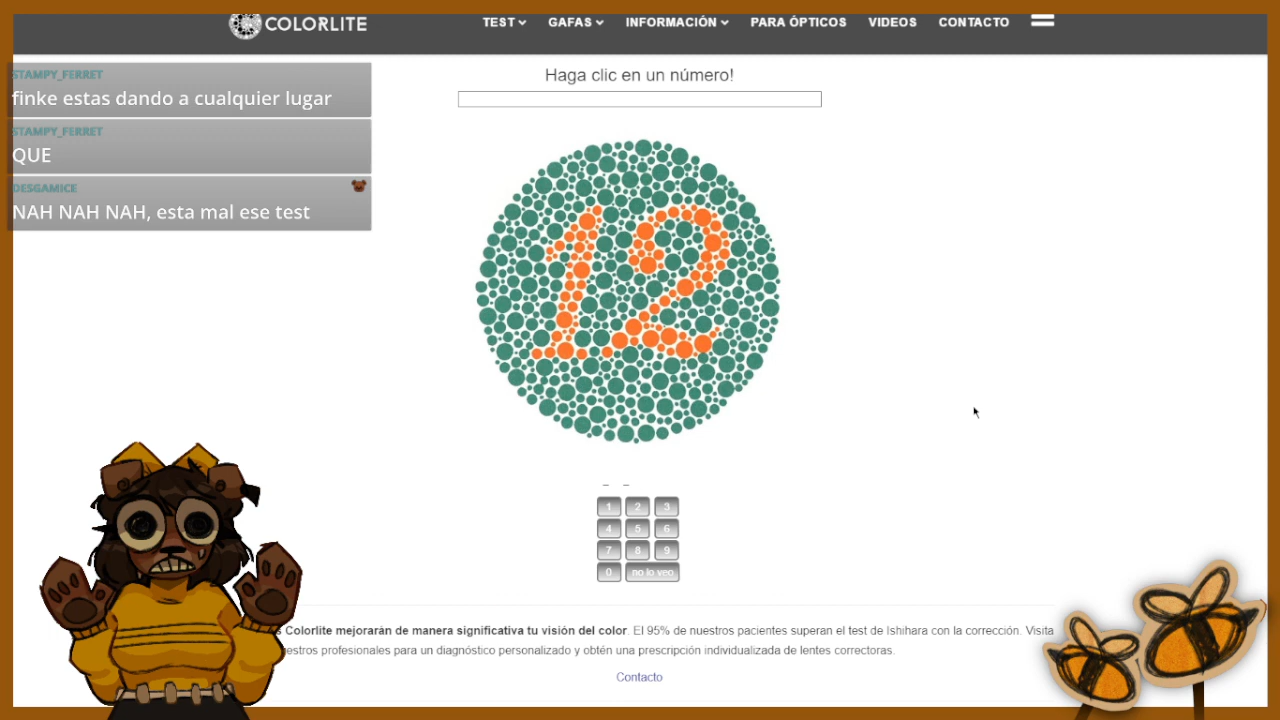 COLORLITE
TEST GAFAS INFORMACIÓN PARA ÓPTICOS VIDEOS CONTACTO
Haga clic en un número!
STAMPY_FERRET
finke estas dando a cualquier lugar
STAMPY_FERRET
QUE
DESGAMICE
NAH NAH NAH, esta mal ese test
12
_ _
1 2 3
4 5 6
7 8 9
0 no lo veo
Colorlite mejorarán de manera significativa tu visión del color. El 95% de nuestros pacientes superan el test de Ishihara con la corrección. Visita
profesionales para un diagnóstico personalizado y obtén una prescripción individualizada de lentes correctoras.
Contacto